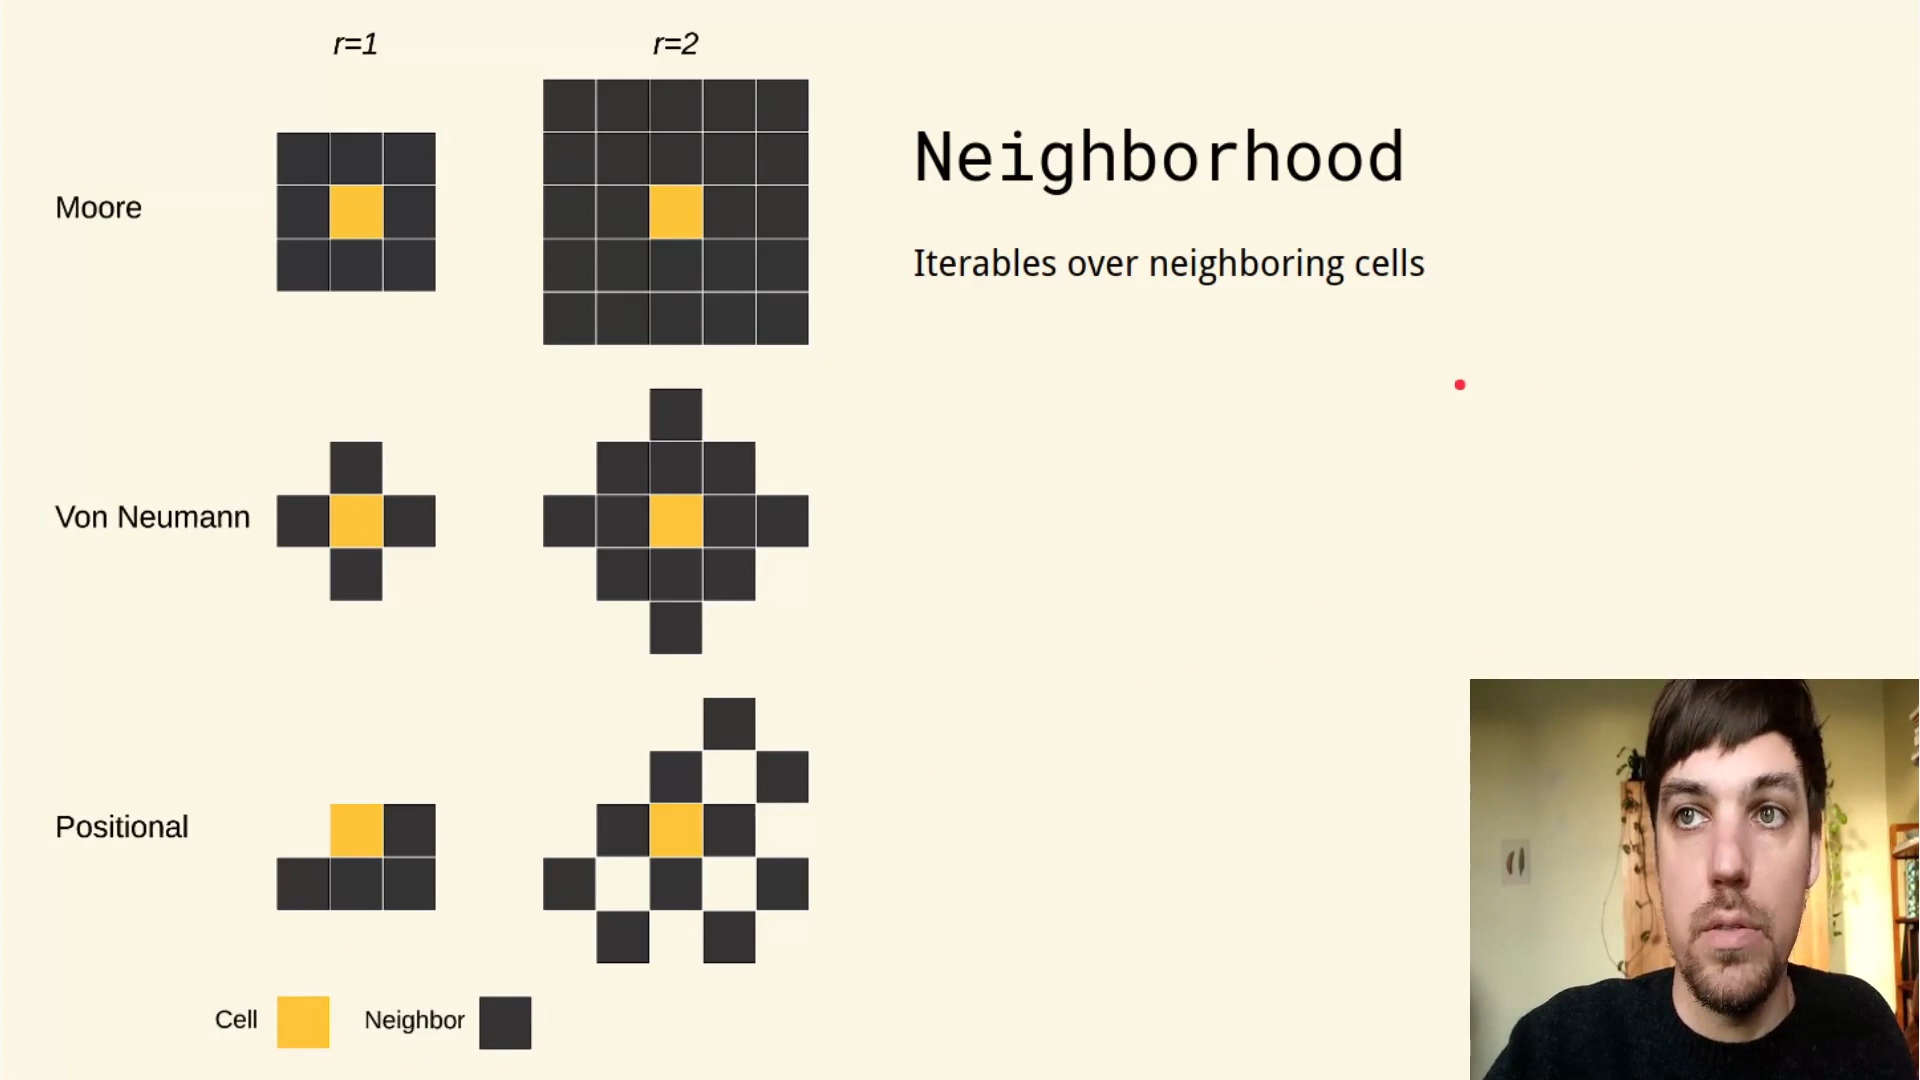 r=1
r=2
Moore
Von Neumann
Positional
Cell
Neighbor
Neighborhood
Iterables over neighboring cells